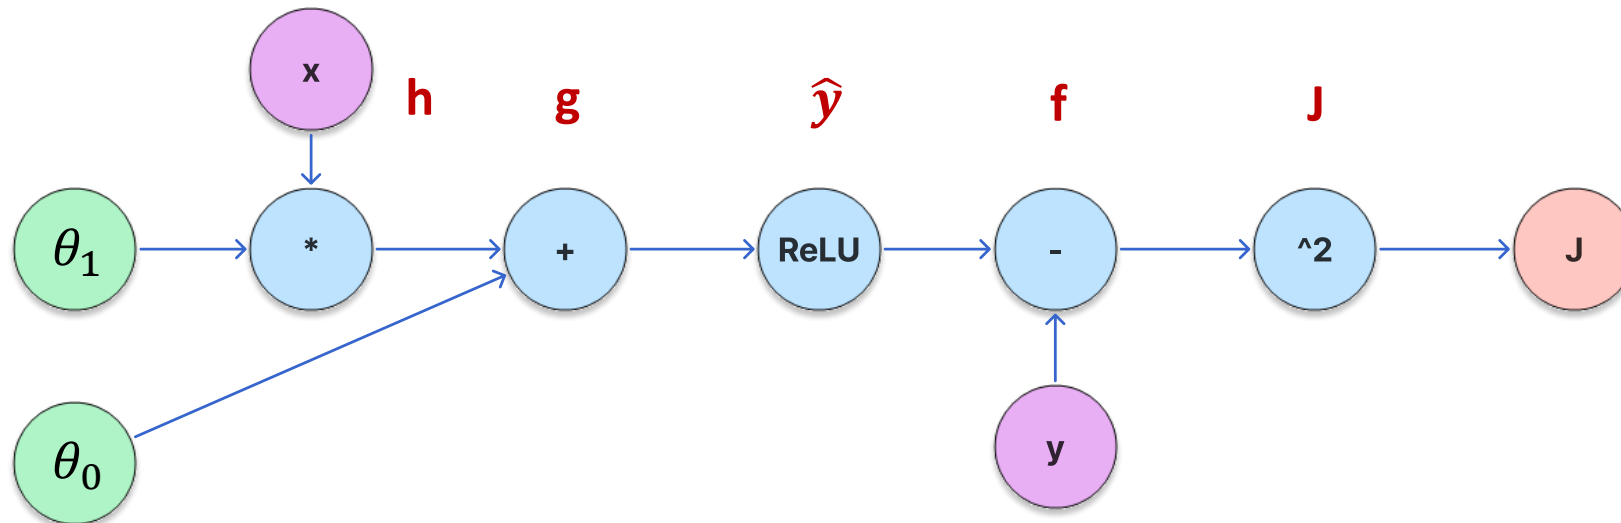 x
h g ŷ f J
θ₁ * + ReLU - ^2 J
θ₀ y